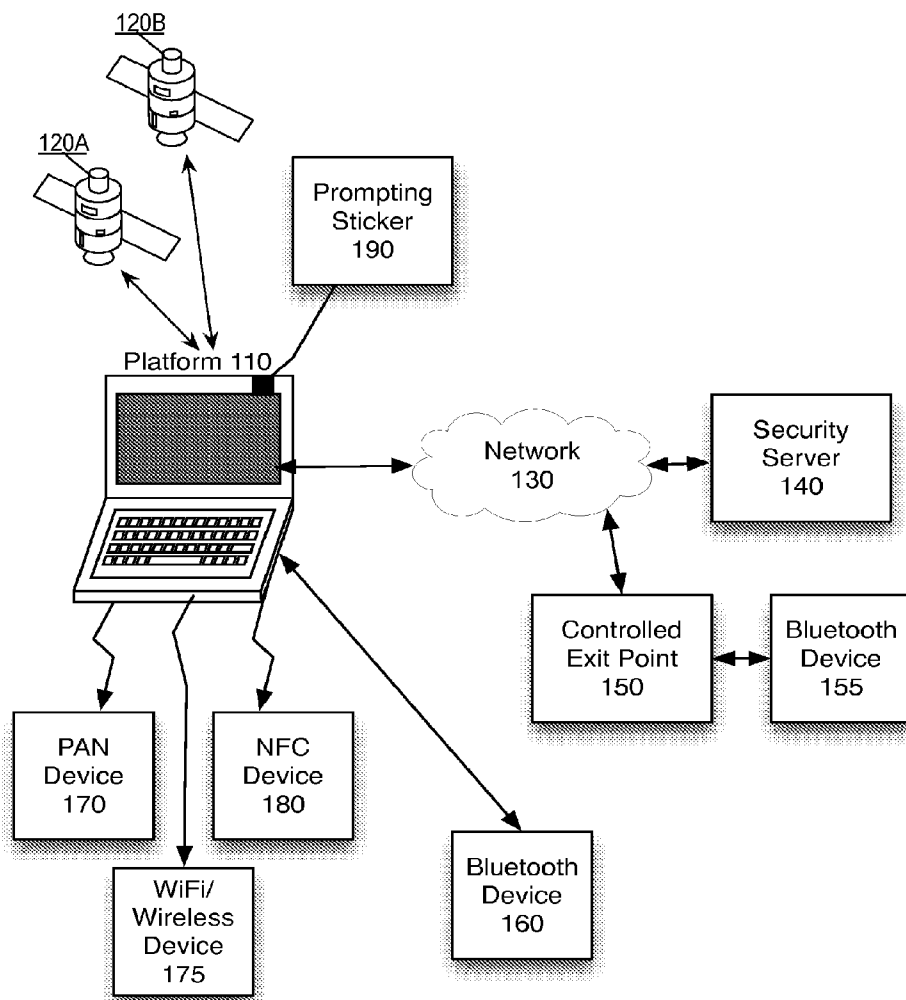 120B
120A
Prompting
Sticker
190
Platform 110
Network
130
Security
Server
140
Controlled
Exit Point
150
Bluetooth
Device
155
PAN
Device
170
NFC
Device
180
WiFi/
Wireless
Device
175
Bluetooth
Device
160